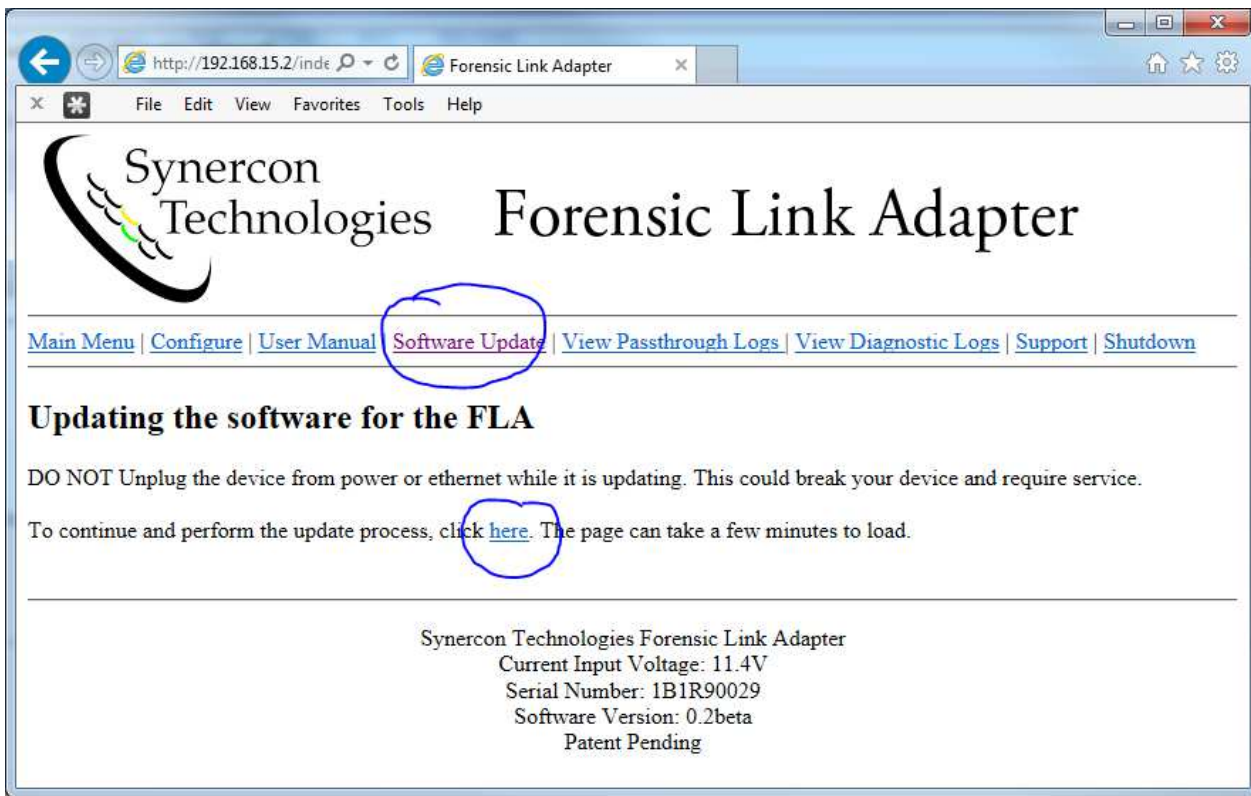 http://192.168.15.2/inde
Forensic Link Adapter
File Edit View Favorites Tools Help
Synercon
Technologies
Forensic Link Adapter
Main Menu | Configure | User Manual | Software Update | View Passthrough Logs | View Diagnostic Logs | Support | Shutdown
Updating the software for the FLA
DO NOT Unplug the device from power or ethernet while it is updating. This could break your device and require service.
To continue and perform the update process, click here. The page can take a few minutes to load.
Synercon Technologies Forensic Link Adapter
Current Input Voltage: 11.4V
Serial Number: 1B1R90029
Software Version: 0.2beta
Patent Pending